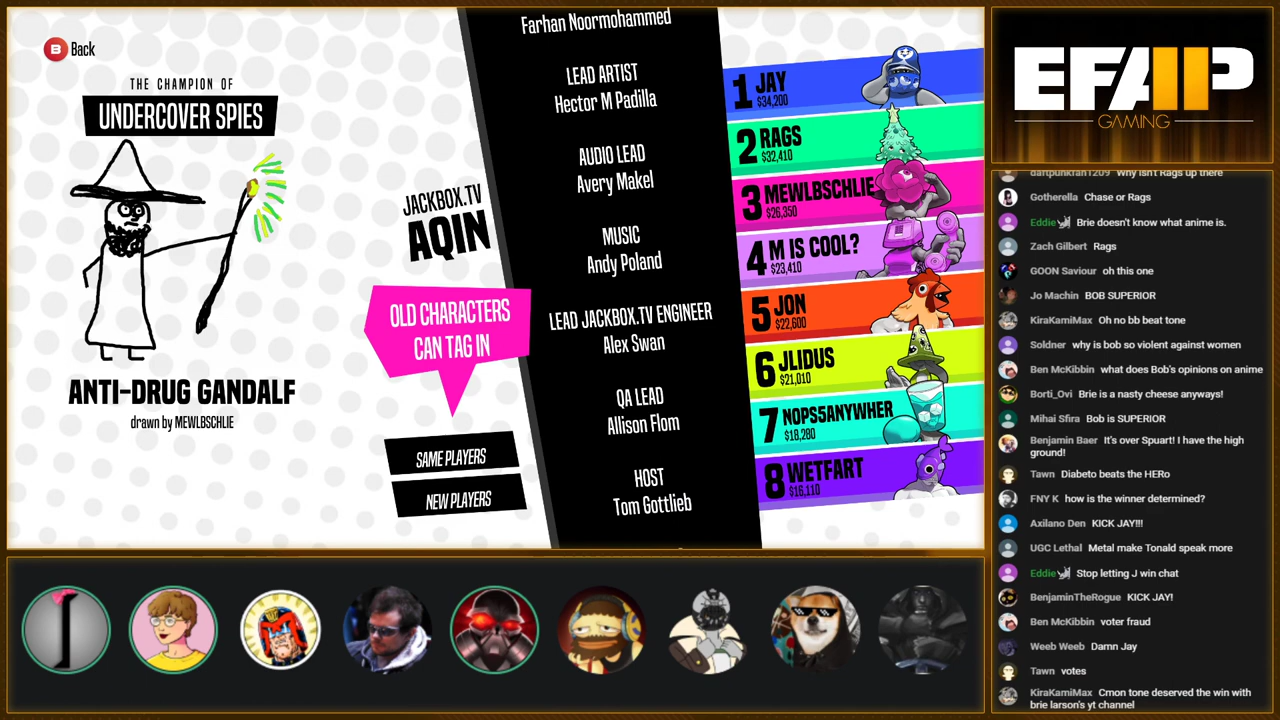 B Back
THE CHAMPION OF
UNDERCOVER SPIES
ANTI-DRUG GANDALF
drawn by MEWLBSCHLIE
JACKBOX.TV
AQIN
OLD CHARACTERS
CAN TAG IN
SAME PLAYERS
NEW PLAYERS
Farhan Noormohammed
LEAD ARTIST
Hector M Padilla
AUDIO LEAD
Avery Makel
MUSIC
Andy Poland
LEAD JACKBOX.TV ENGINEER
Alex Swan
QA LEAD
Allison Flom
HOST
Tom Gottlieb
1 JAY
$34,200
2 RAGS
$32,410
3 MEWLBSCHLIE
$26,350
4 M IS COOL?
$23,410
5 JON
$22,600
6 JLIDUS
$21,010
7 NOPS5ANYWHER
$18,280
8 WETFART
$16,110
EFAP
GAMING
daftpunkfan1209 Why isn't Rags up there
Gotherella Chase or Rags
Eddie Brie doesn't know what anime is.
Zach Gilbert Rags
GOON Saviour oh this one
Jo Machin BOB SUPERIOR
KiraKamiMax Oh no bb beat tone
Soldner why is bob so violent against women
Ben McKibbin what does Bob's opinions on anime
Borti_Ovi Brie is a nasty cheese anyways!
Mihai Sfira Bob is SUPERIOR
Benjamin Baer It's over Spuart! I have the high
ground!
Tawn Diabeto beats the HERo
FNY K how is the winner determined?
Axilano Den KICK JAY!!!
UGC Lethal Metal make Tonald speak more
Eddie Stop letting J win chat
BenjaminTheRogue KICK JAY!
Ben McKibbin voter fraud
Weeb Weeb Damn Jay
Tawn votes
KiraKamiMax Cmon tone deserved the win with
brie larson's yt channel